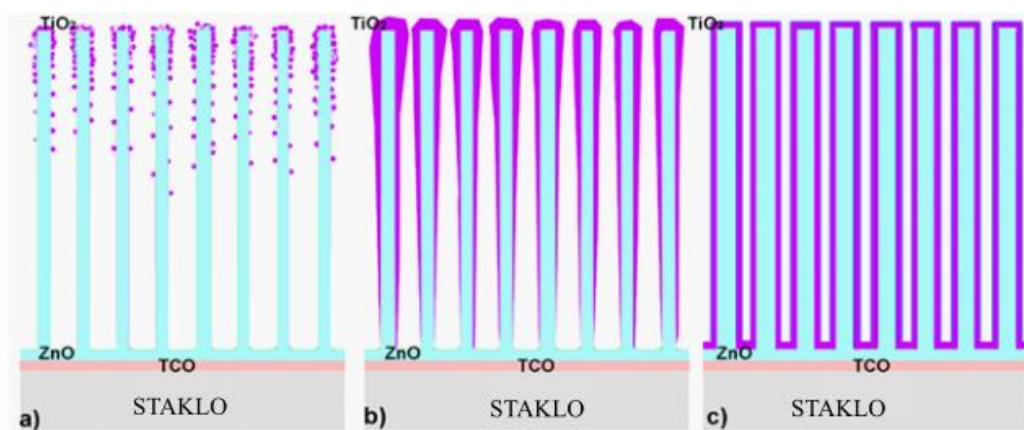 TiO₂
ZnO
TCO
STAKLO
a)
TiO₂
ZnO
TCO
STAKLO
b)
TiO₂
ZnO
TCO
STAKLO
c)